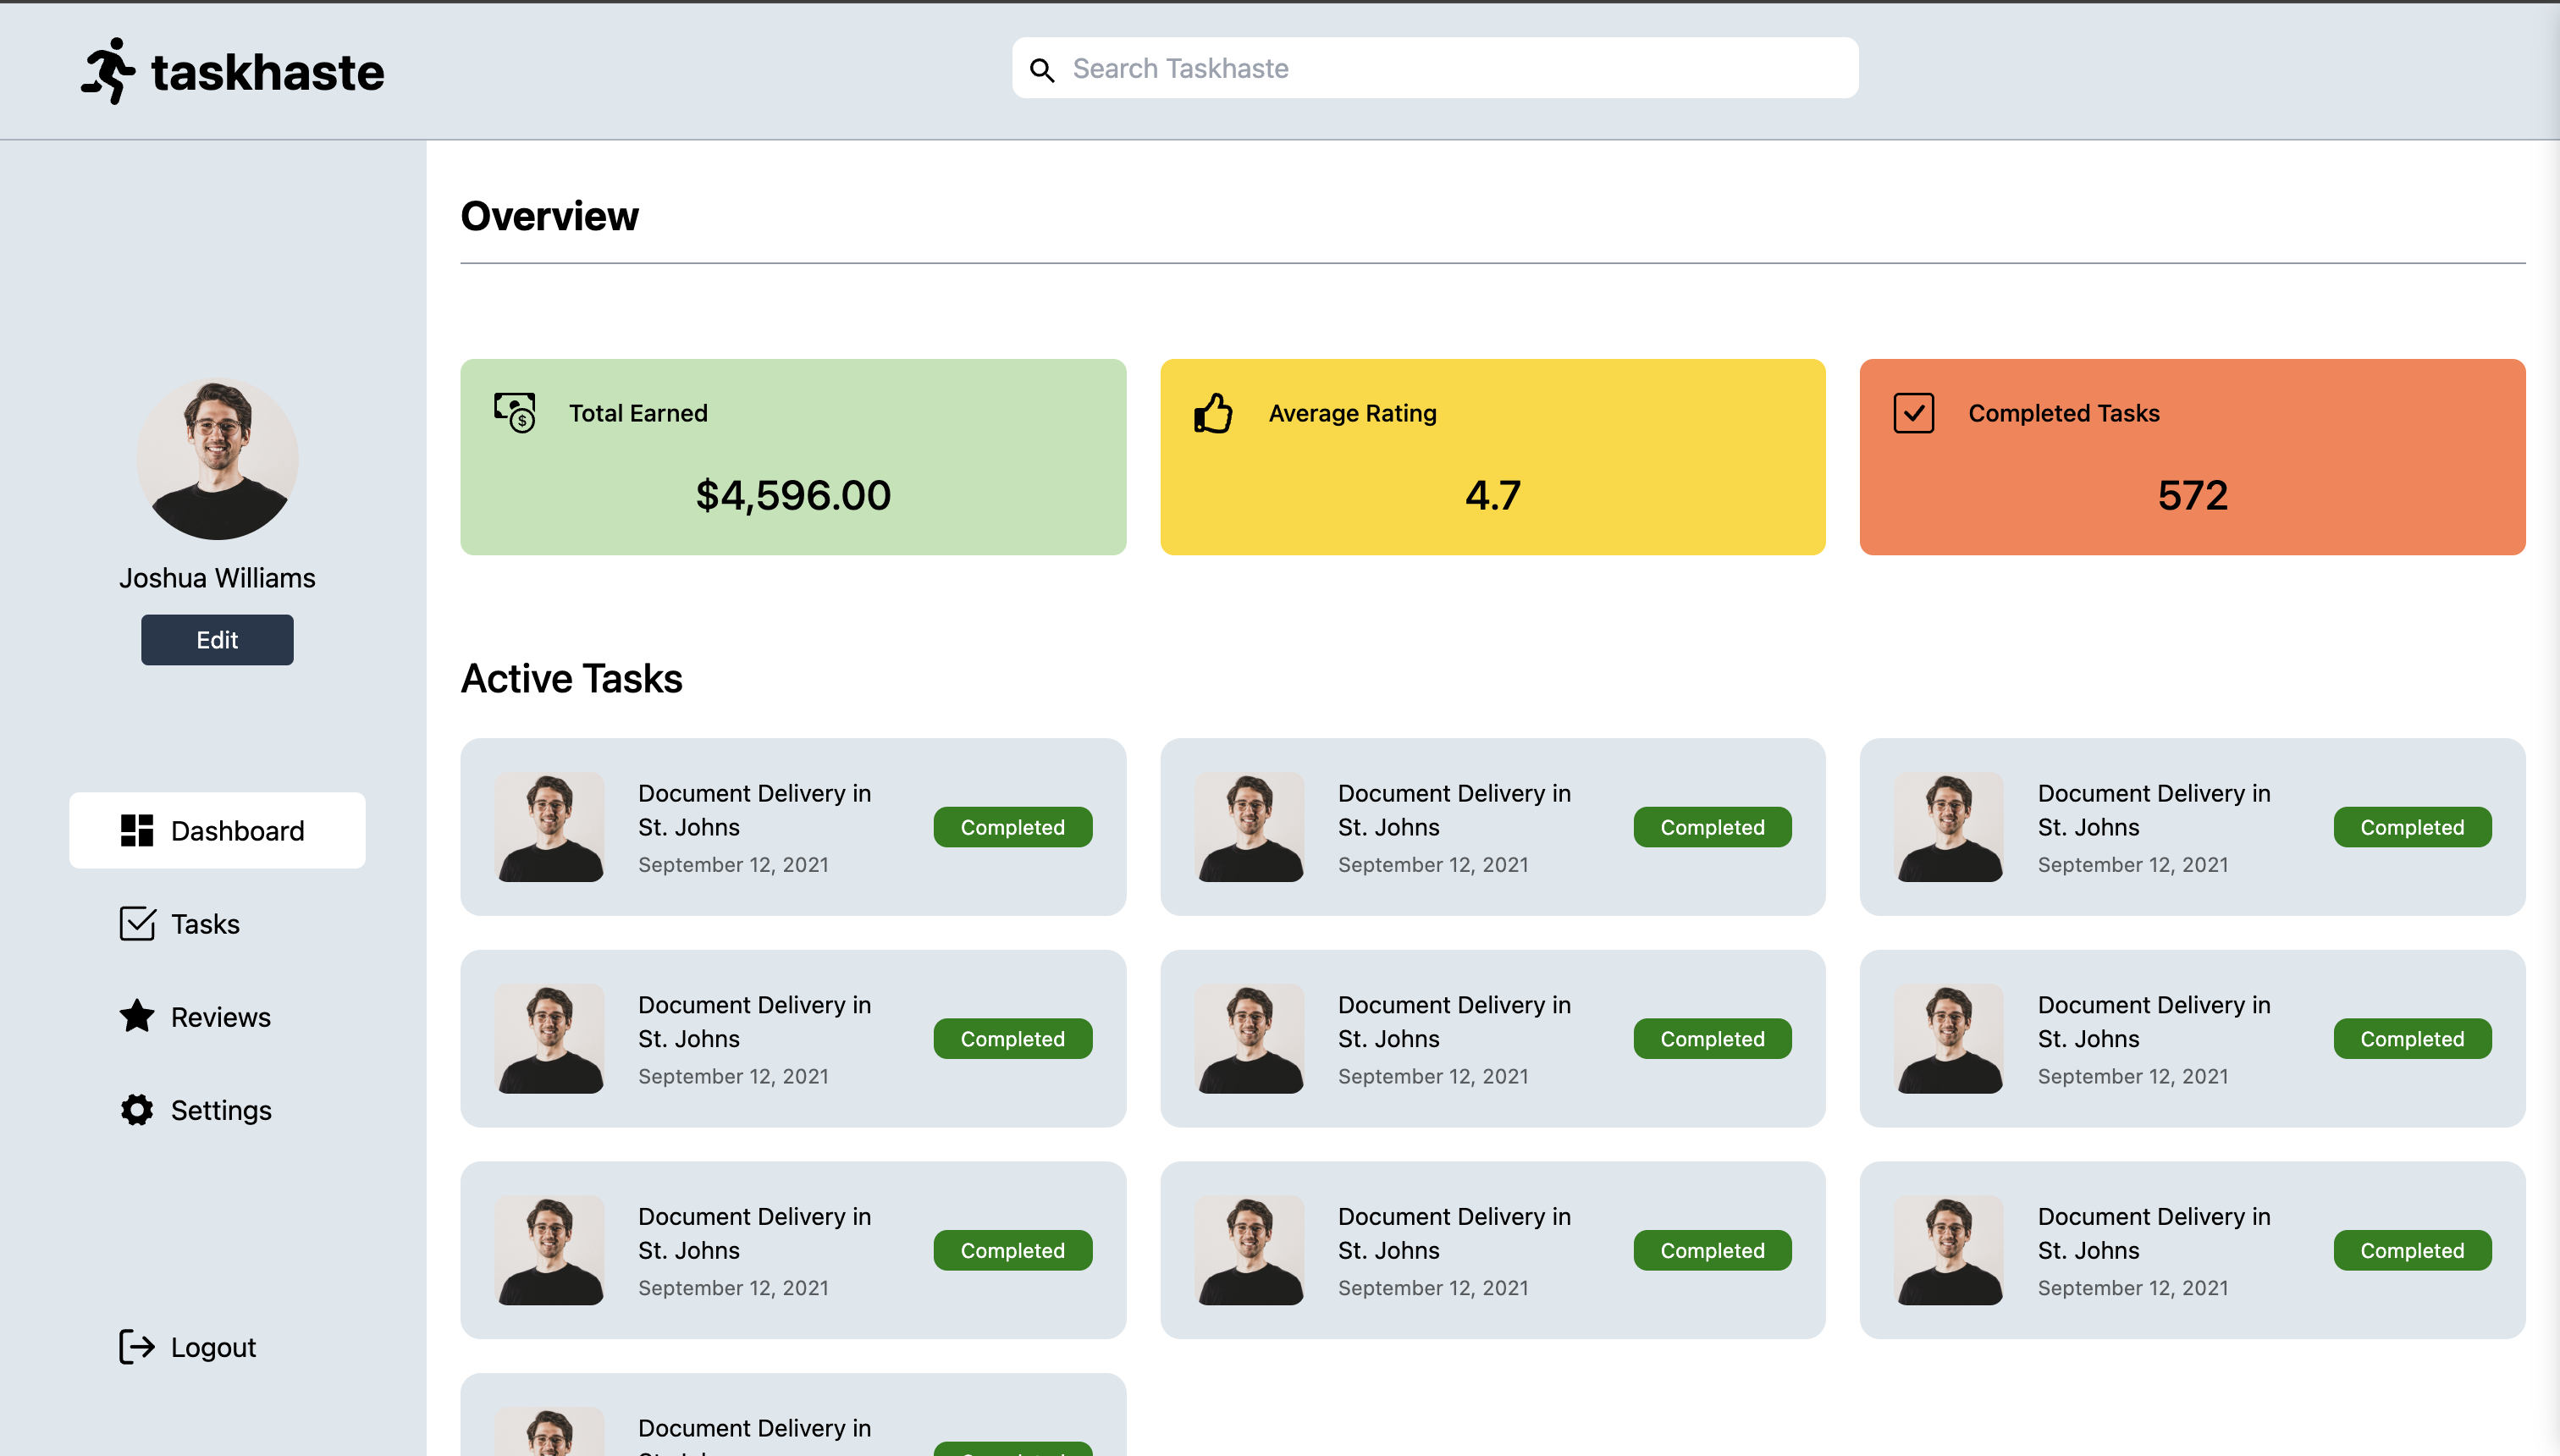 taskhaste
Search Taskhaste
Overview
Total Earned
$4,596.00
Average Rating
4.7
Completed Tasks
572
Joshua Williams
Edit
Dashboard
Tasks
Reviews
Settings
Logout
Active Tasks
Document Delivery in
St. Johns
September 12, 2021
Completed
Document Delivery in
St. Johns
September 12, 2021
Completed
Document Delivery in
St. Johns
September 12, 2021
Completed
Document Delivery in
St. Johns
September 12, 2021
Completed
Document Delivery in
St. Johns
September 12, 2021
Completed
Document Delivery in
St. Johns
September 12, 2021
Completed
Document Delivery in
St. Johns
September 12, 2021
Completed
Document Delivery in
St. Johns
September 12, 2021
Completed
Document Delivery in
St. Johns
September 12, 2021
Completed
Document Delivery in